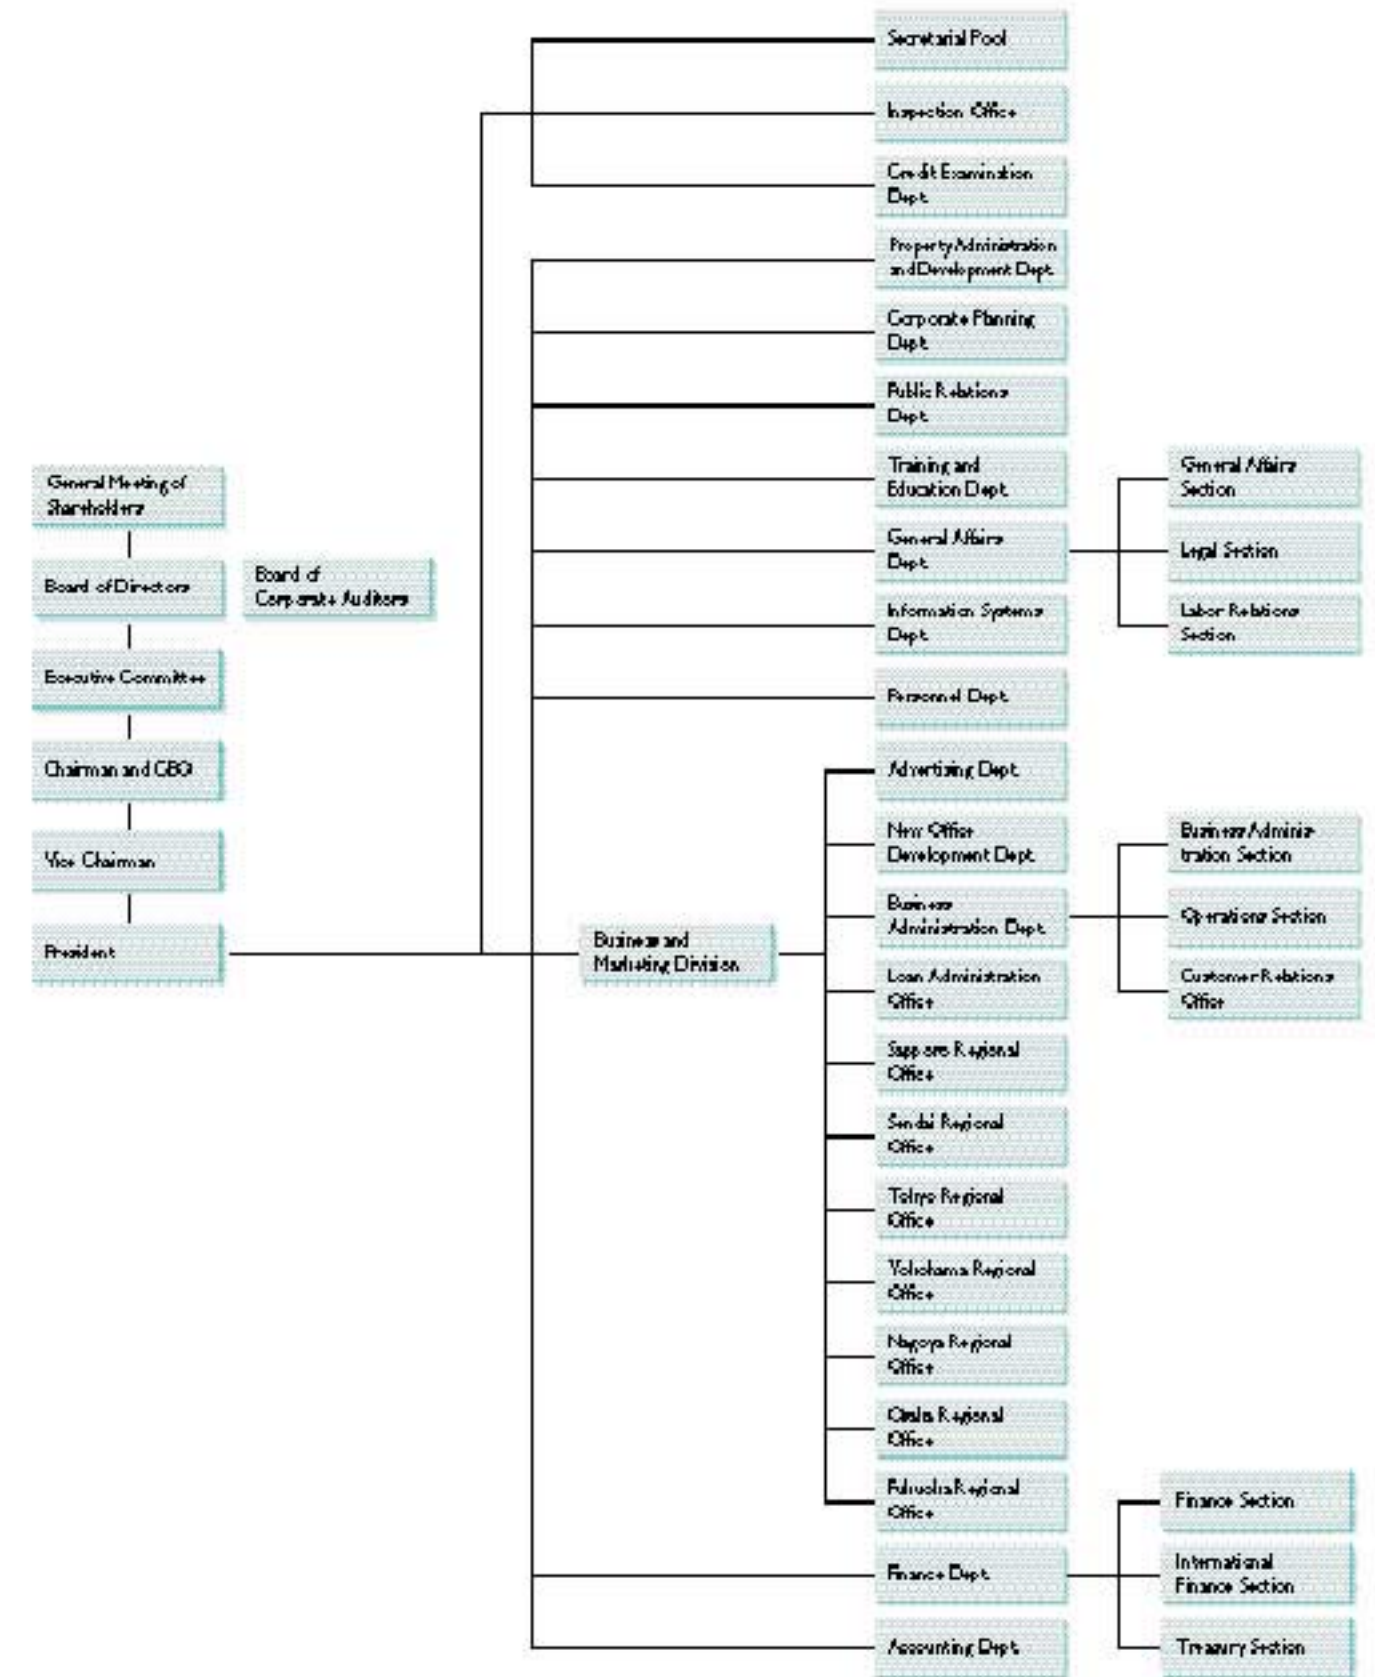 Secretarial Pool
Inspection Office
Credit Examination
Dept.
Property Administration
and Development Dept.
Corporate Planning
Dept.
Public Relations
Dept.
Training and
Education Dept.
General Affairs
Dept.
Information Systems
Dept.
Personnel Dept.
General Affairs
Section
Legal Section
Labor Relations
Section
General Meeting of
Shareholders
Board of Directors
Board of
Corporate Auditors
Executive Committee
Chairman and
Vice Chairman
President
Business and
Marketing Division
Advertising Dept.
New Office
Development Dept.
Business
Administration Dept.
Loan Administration
Office
Sapporo Regional
Office
Sendai Regional
Office
Tokyo Regional
Office
Yokohama Regional
Office
Nagoya Regional
Office
Osaka Regional
Office
Fukuoka Regional
Office
Business Adminis-
tration Section
Operations Section
Customer Relations
Office
Finance Dept.
Accounting Dept.
Finance Section
International
Finance Section
Treasury Section